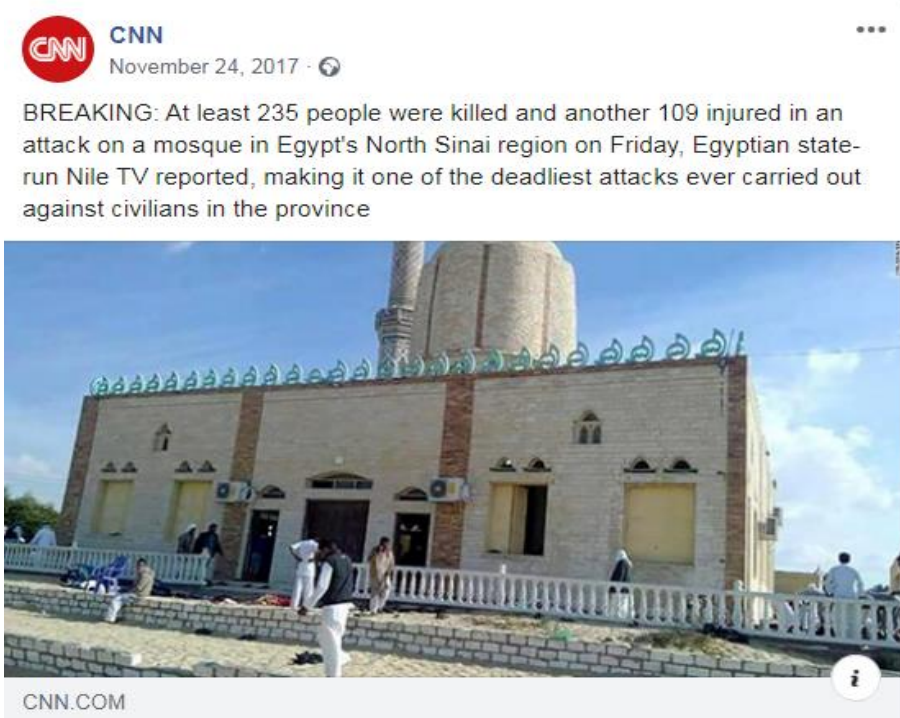 CNN
CNN
November 24, 2017 ·
BREAKING: At least 235 people were killed and another 109 injured in an
attack on a mosque in Egypt's North Sinai region on Friday, Egyptian state-
run Nile TV reported, making it one of the deadliest attacks ever carried out
against civilians in the province
i
CNN.COM